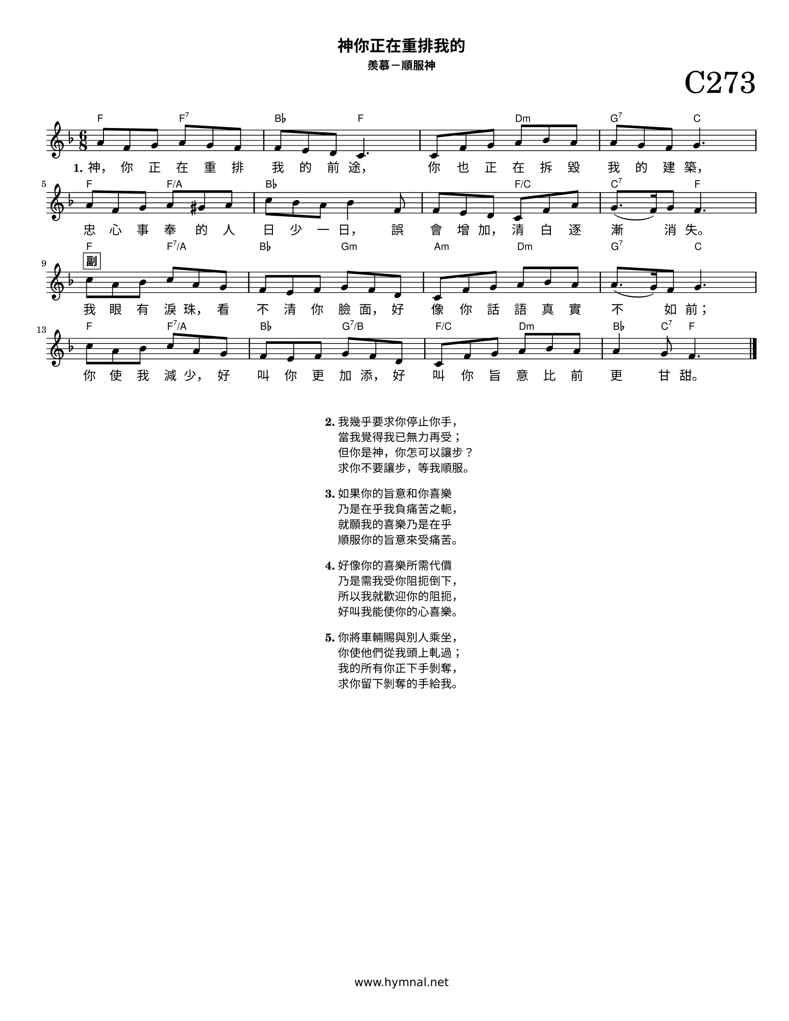 神你正在重排我的
羨慕－順服神
C273
F F7 B♭ F Dm G7 C
1. 神， 你 正 在 重 排 我 的 前 途， 你 也 正 在 拆 毀 我 的 建 築，
5 F F/A B♭ F/C C7 F
忠 心 事 奉 的 人 日 少 一 日， 誤 會 增 加， 清 白 逐 漸 消 失。
F F7/A B♭ Gm Am Dm G7 C
9 副
我 眼 有 淚 珠， 看 不 清 你 臉 面， 好 像 你 話 語 真 實 不 如 前；
13 F F7/A B♭ G7/B F/C Dm B♭ C7 F
你 使 我 減 少， 好 叫 你 更 加 添， 好 叫 你 旨 意 比 前 更 甘 甜。
2. 我幾乎要求你停止你手，
當我覺得我已無力再受；
但你是神，你怎可以讓步？
求你不要讓步，等我順服。
3. 如果你的旨意和你喜樂
乃是在乎我負痛苦之軛，
就願我的喜樂乃是在乎
順服你的旨意來受痛苦。
4. 好像你的喜樂所需代價
乃是需我受你阻扼倒下，
所以我就歡迎你的阻扼，
好叫我能使你的心喜樂。
5. 你將車輛賜與別人乘坐，
你使他們從我頭上軋過；
我的所有你正下手剝奪，
求你留下剝奪的手給我。
www.hymnal.net